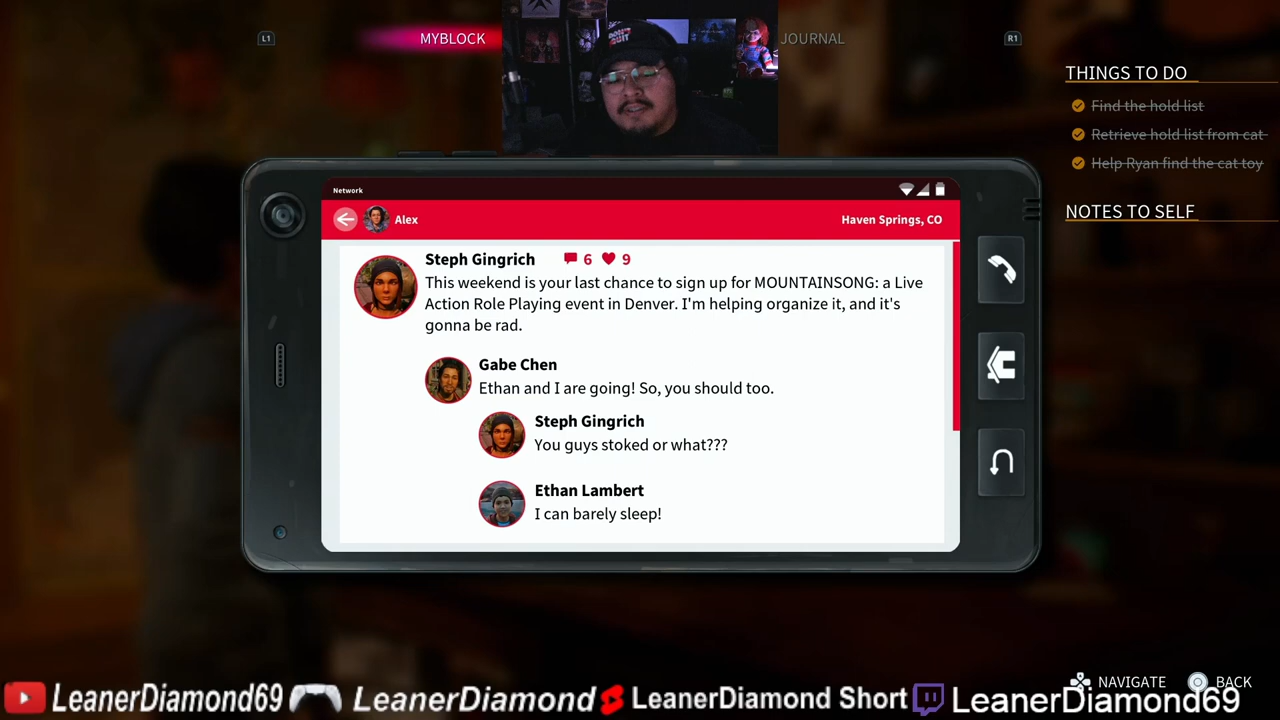 L1
MYBLOCK
JOURNAL
R1
THINGS TO DO
Find the hold list
Retrieve hold list from cat
Help Ryan find the cat toy
NOTES TO SELF
Network
Alex
Haven Springs, CO
Steph Gingrich 6 9
This weekend is your last chance to sign up for MOUNTAINSONG: a Live
Action Role Playing event in Denver. I'm helping organize it, and it's
gonna be rad.
Gabe Chen
Ethan and I are going! So, you should too.
Steph Gingrich
You guys stoked or what???
Ethan Lambert
I can barely sleep!
NAVIGATE BACK
LeanerDiamond69 LeanerDiamond LeanerDiamond Short LeanerDiamond69